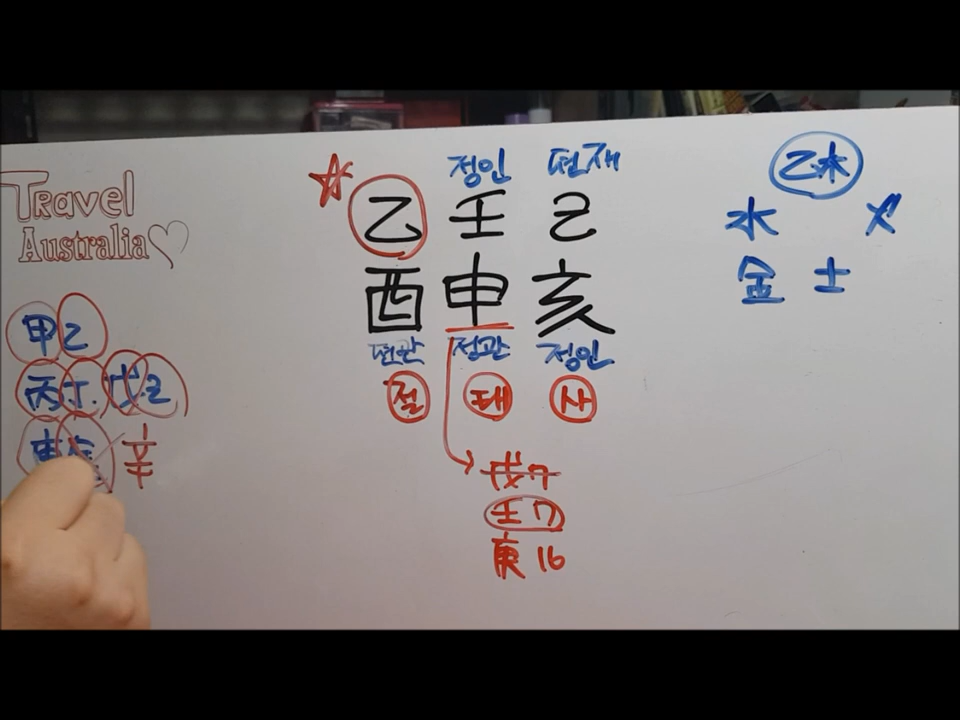 Travel
Australia
甲乙
丙丁.戊己
辛
정인 편재
乙 壬 己
酉 申 亥
편관 정관 정인
절 태 사
戊 7
壬 7
庚 16
乙木
水
金 土